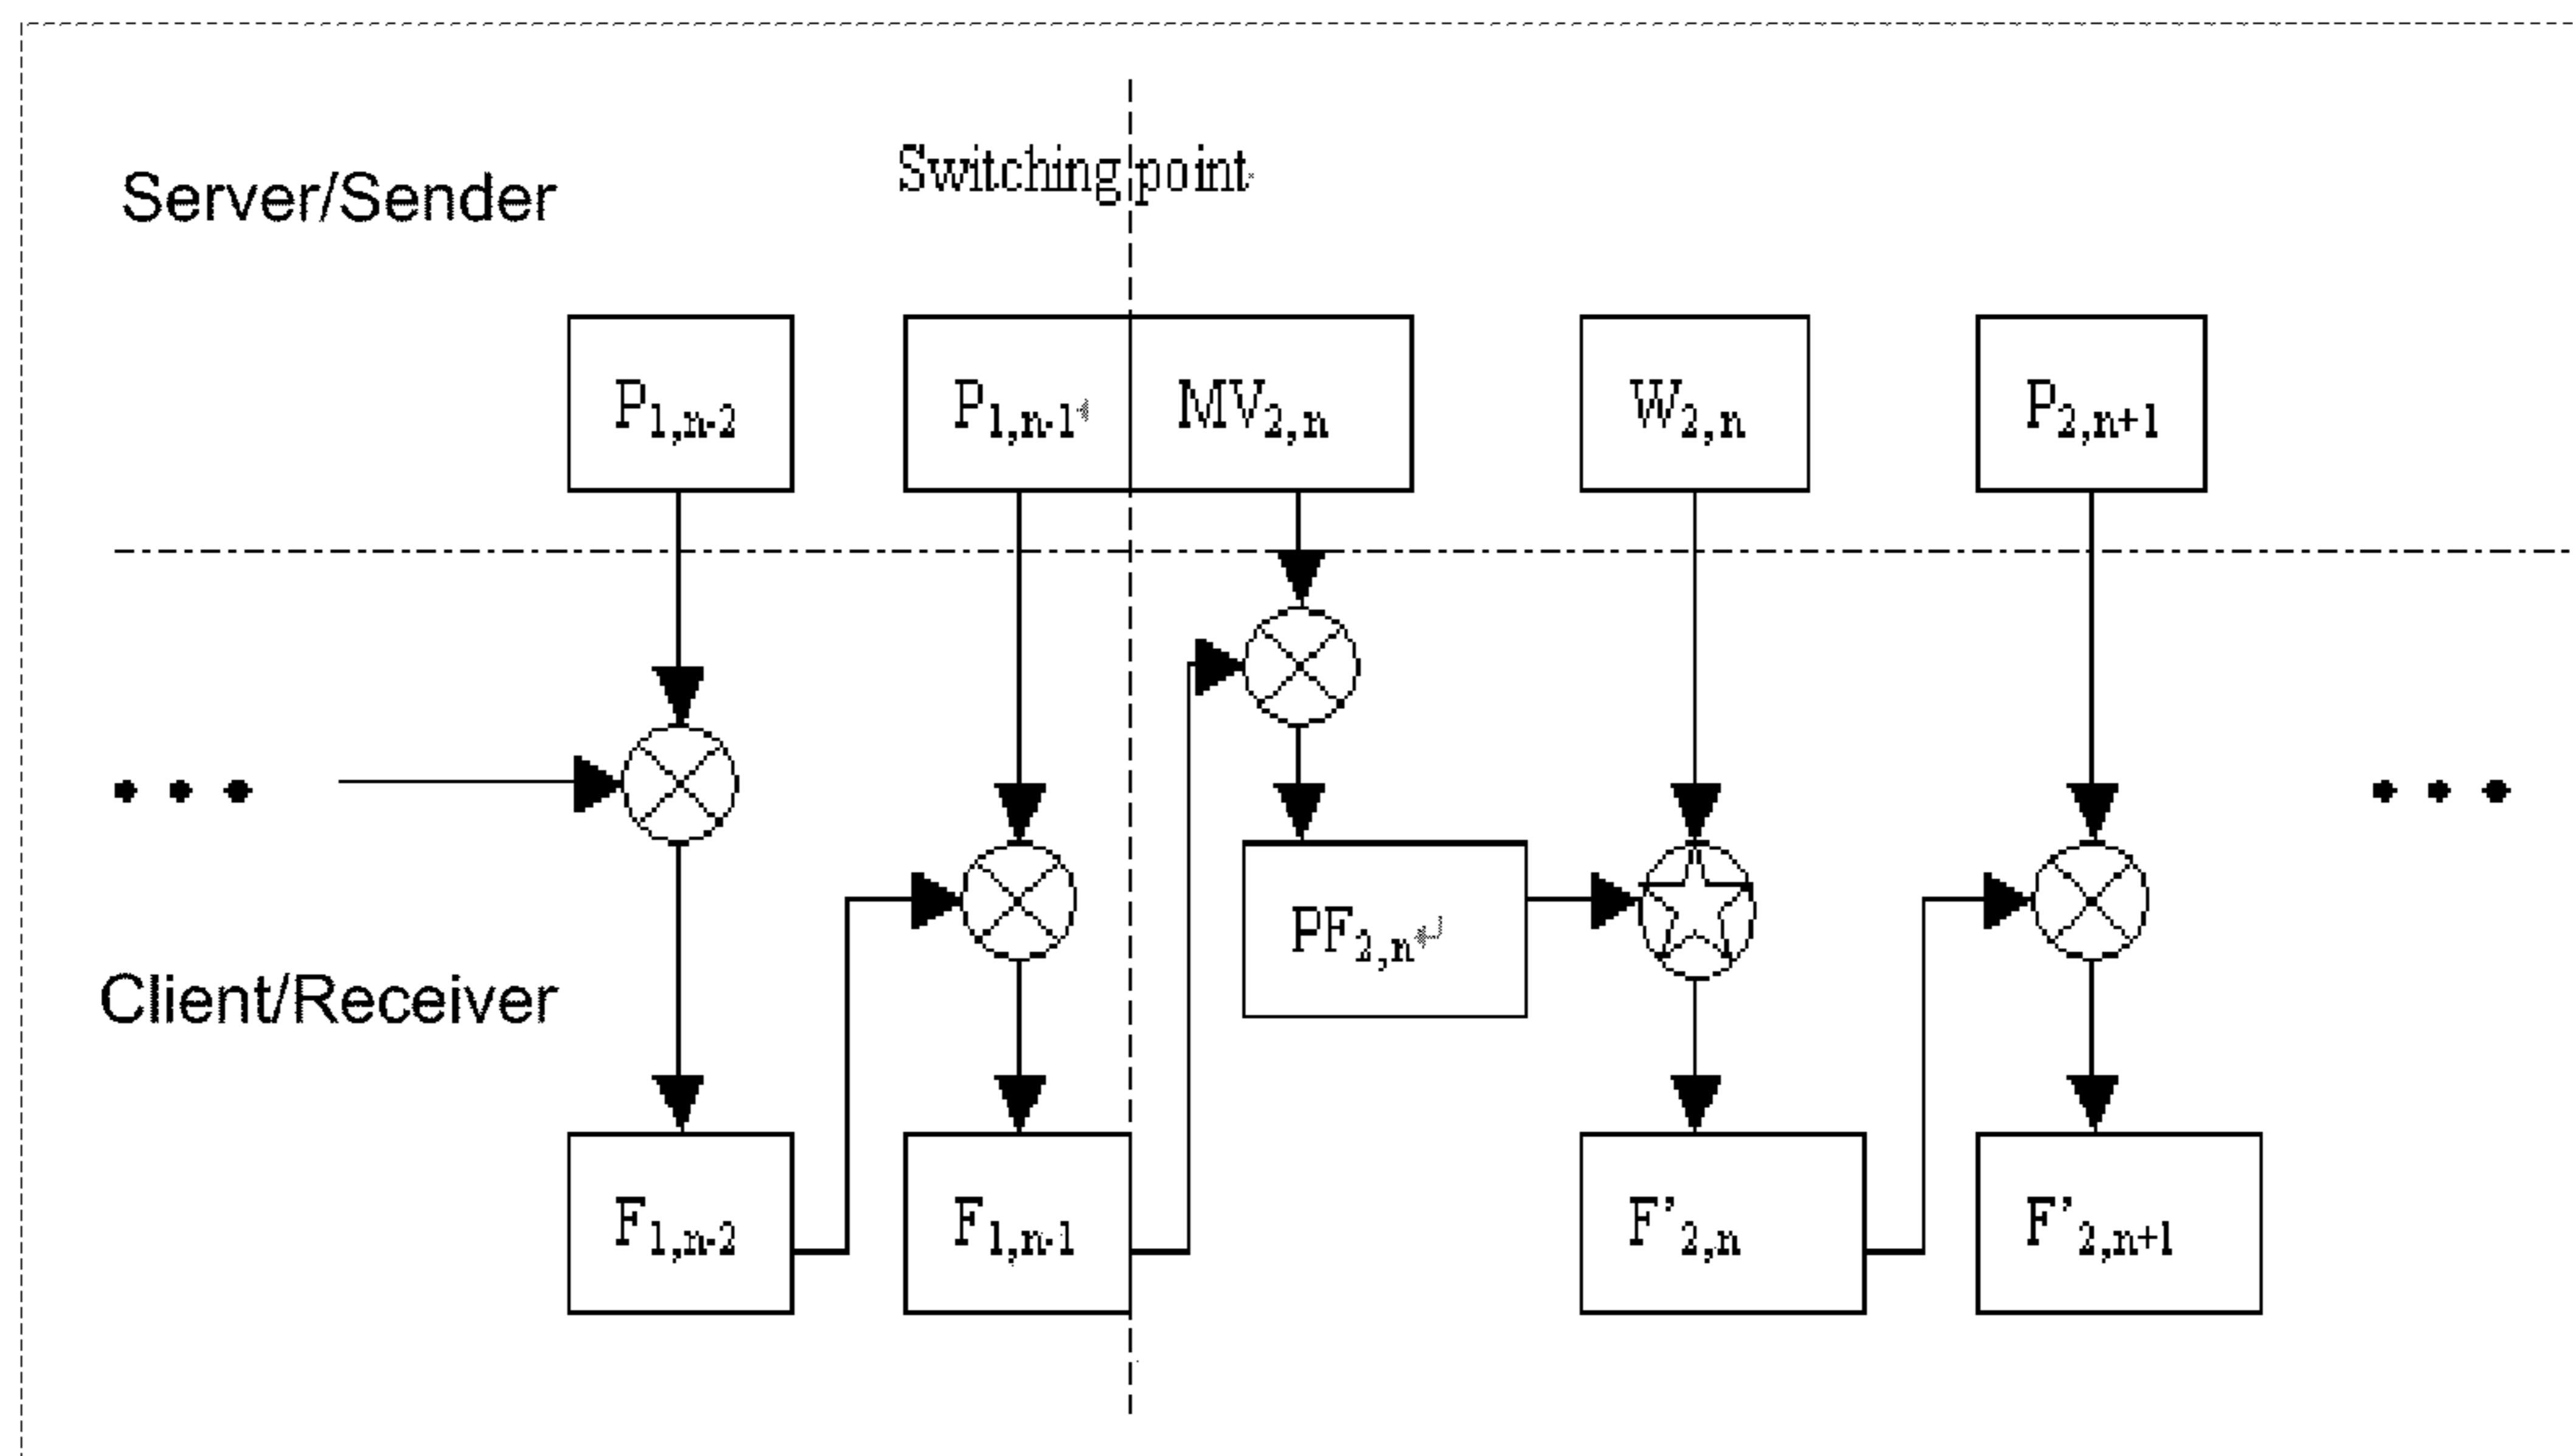 Server/Sender
Switching point
P1,n-2
P1,n-1
MV2,n
W2,n
P2,n+1
PF2,n
Client/Receiver
F1,n-2
F1,n-1
F’2,n
F’2,n+1